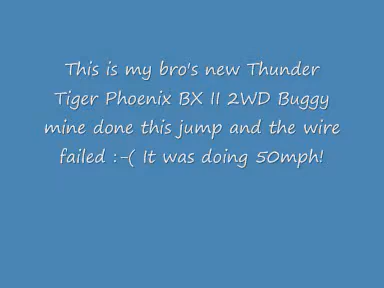 This is my bro's new Thunder
Tiger Phoenix BX II 2WD Buggy
mine done this jump and the wire
failed :-( It was doing 50mph!